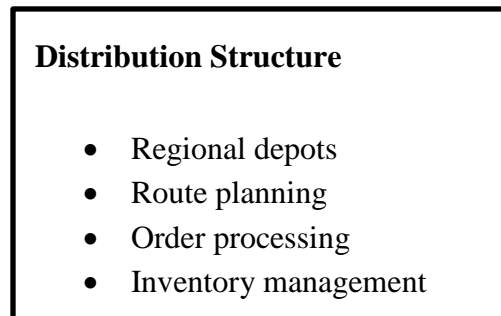 Distribution Structure
• Regional depots
• Route planning
• Order processing
• Inventory management